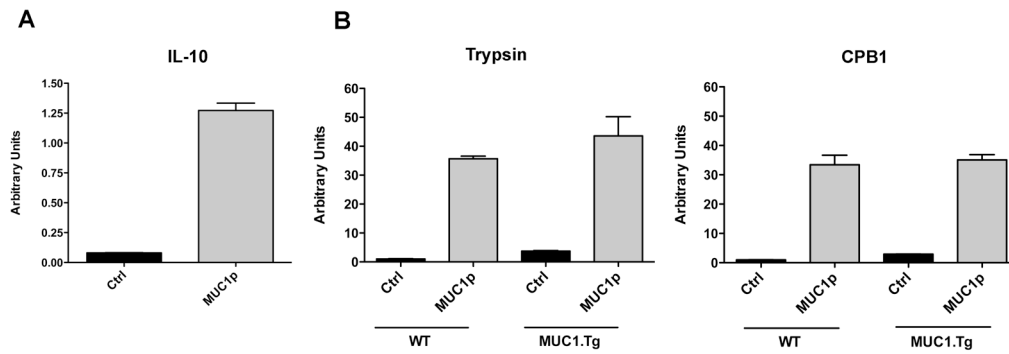 A
IL-10
Arbitrary Units
1.50
1.25
1.00
0.75
0.50
0.25
0.00
Ctrl
MUC1p
B
Trypsin
Arbitrary Units
60
50
40
30
20
10
0
Ctrl
MUC1p
Ctrl
MUC1p
WT
MUC1.Tg
CPB1
Arbitrary Units
60
50
40
30
20
10
0
Ctrl
MUC1p
Ctrl
MUC1p
WT
MUC1.Tg